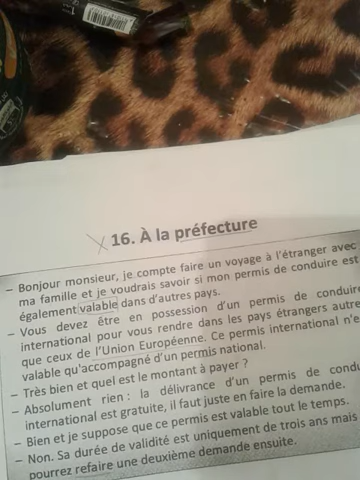 16. À la préfecture
– Bonjour monsieur, je compte faire un voyage à l'étranger avec
ma famille et je voudrais savoir si mon permis de conduire est
également valable dans d'autres pays.
– Vous devez être en possession d'un permis de conduire
international pour vous rendre dans les pays étrangers autre
que ceux de l'Union Européenne. Ce permis international n'e
valable qu'accompagné d'un permis national.
– Très bien et quel est le montant à payer ?
– Absolument rien : la délivrance d'un permis de condu
international est gratuite, il faut juste en faire la demande.
– Bien et je suppose que ce permis est valable tout le temps.
– Non. Sa durée de validité est uniquement de trois ans mais
pourrez refaire une deuxième demande ensuite.